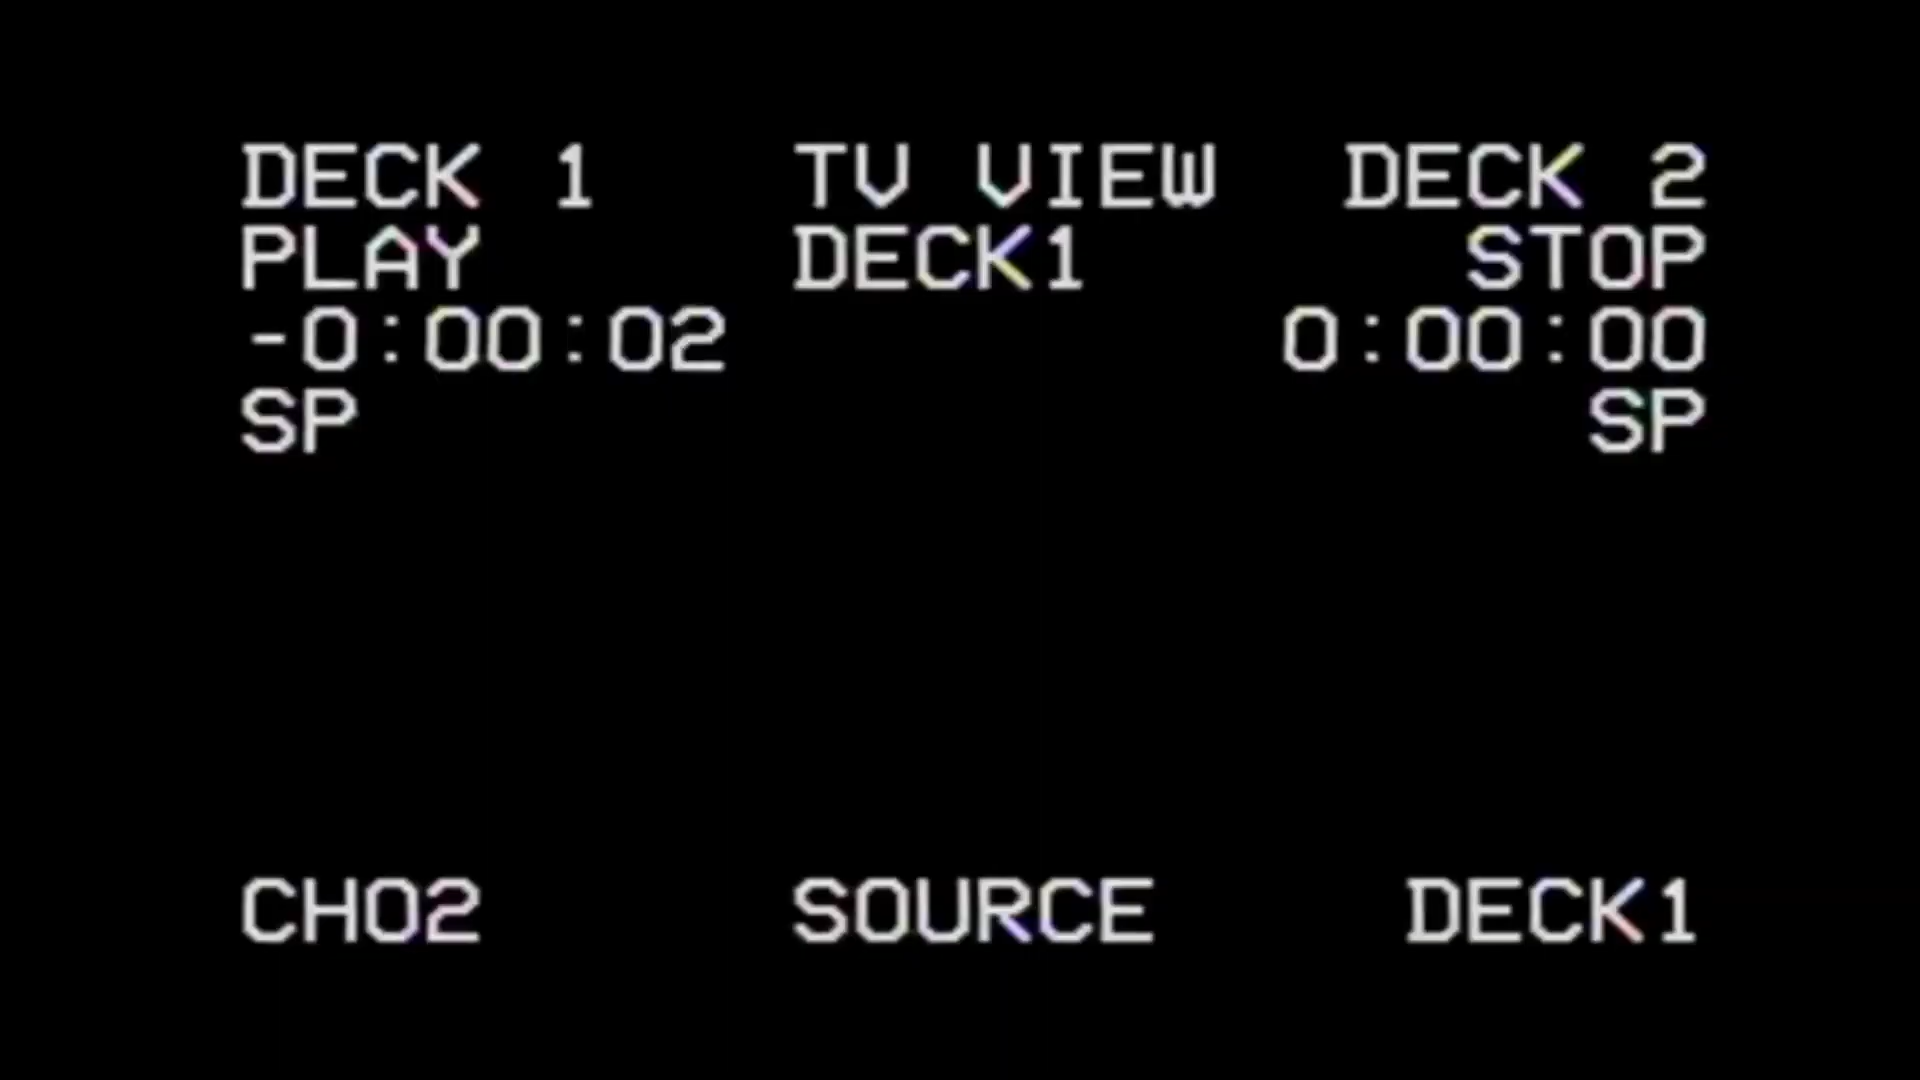 DECK 1 TV VIEW DECK 2
PLAY DECK1 STOP
-0:00:02 0:00:00
SP SP
CH02 SOURCE DECK1